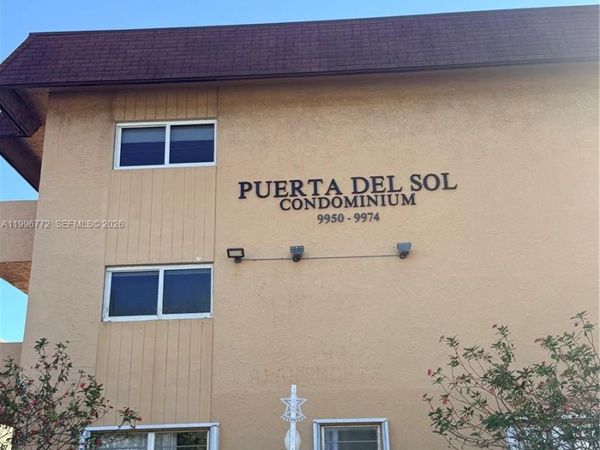 PUERTA DEL SOL
CONDOMINIUM
9950 - 9974
A11996772 SEFMLS© 2026